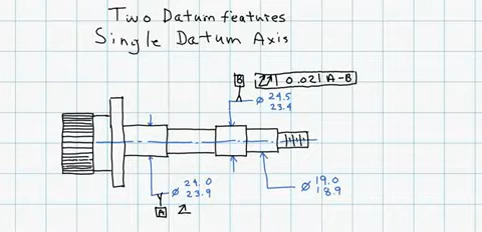 Two Datum features
Single Datum Axis
B
0.02 A-B
⌀ 24.5
23.4
⌀ 24.0
23.9
A
⌀ 19.0
18.9